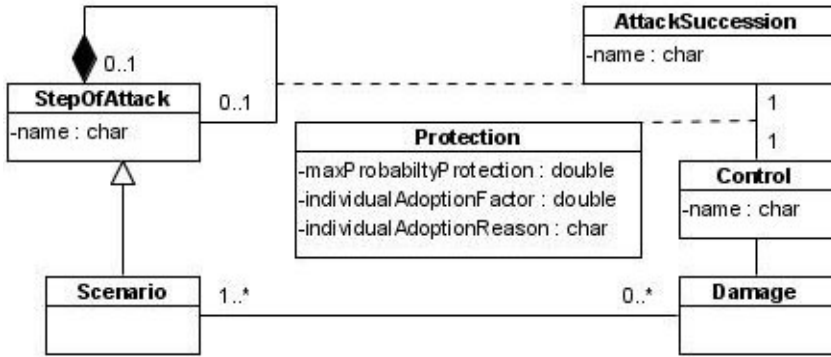 AttackSuccession
-name : char
0..1
StepOfAttack
-name : char
0..1
1
Protection
-maxProbabiltyProtection : double
-individualAdoptionFactor : double
-individualAdoptionReason : char
1
Control
-name : char
Scenario
1..*
0..*
Damage